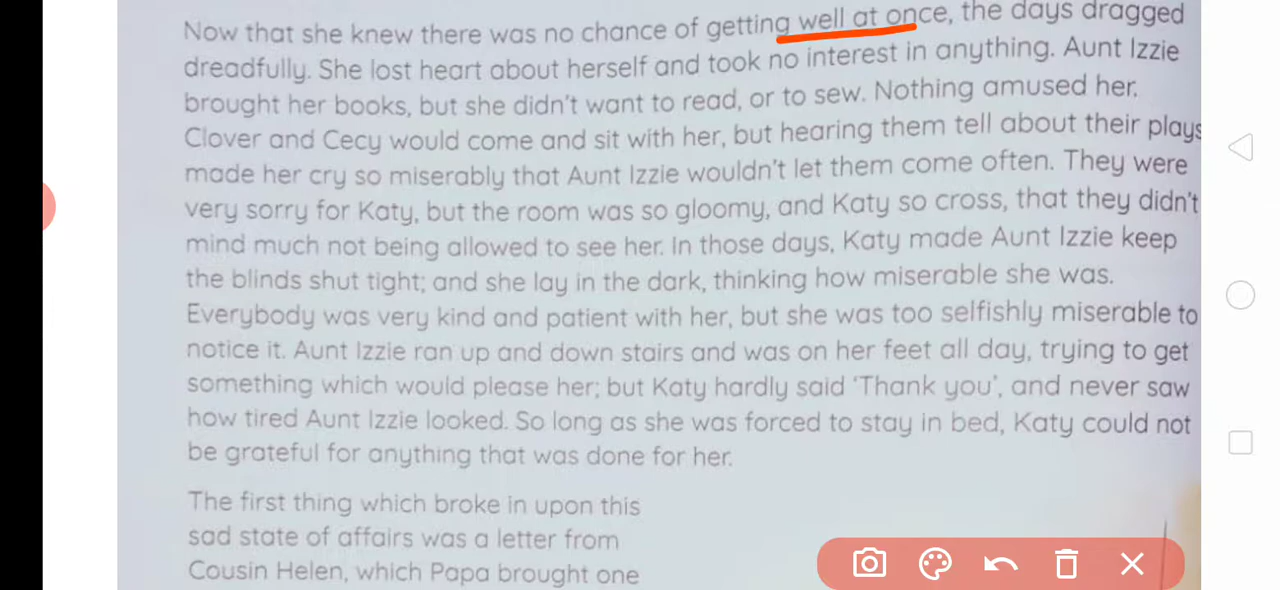 Now that she knew there was no chance of getting well at once, the days dragged
dreadfully. She lost heart about herself and took no interest in anything. Aunt Izzie
brought her books, but she didn't want to read, or to sew. Nothing amused her.
Clover and Cecy would come and sit with her, but hearing them tell about their plays
made her cry so miserably that Aunt Izzie wouldn't let them come often. They were
very sorry for Katy, but the room was so gloomy, and Katy so cross, that they didn't
mind much not being allowed to see her. In those days, Katy made Aunt Izzie keep
the blinds shut tight; and she lay in the dark, thinking how miserable she was.
Everybody was very kind and patient with her, but she was too selfishly miserable to
notice it. Aunt Izzie ran up and down stairs and was on her feet all day, trying to get
something which would please her; but Katy hardly said 'Thank you', and never saw
how tired Aunt Izzie looked. So long as she was forced to stay in bed, Katy could not
be grateful for anything that was done for her.
The first thing which broke in upon this
sad state of affairs was a letter from
Cousin Helen, which Papa brought one